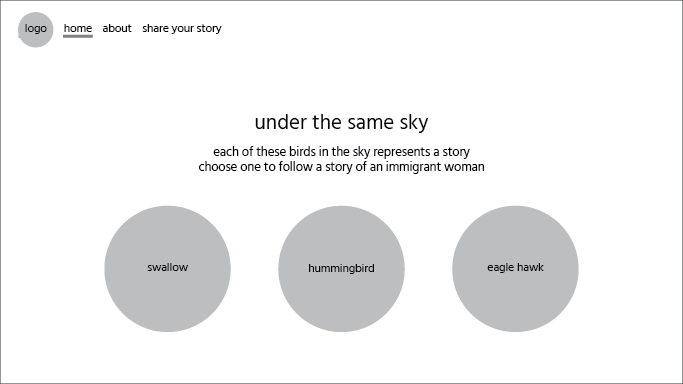 logo home about share your story
under the same sky
each of these birds in the sky represents a story
choose one to follow a story of an immigrant woman
swallow hummingbird eagle hawk